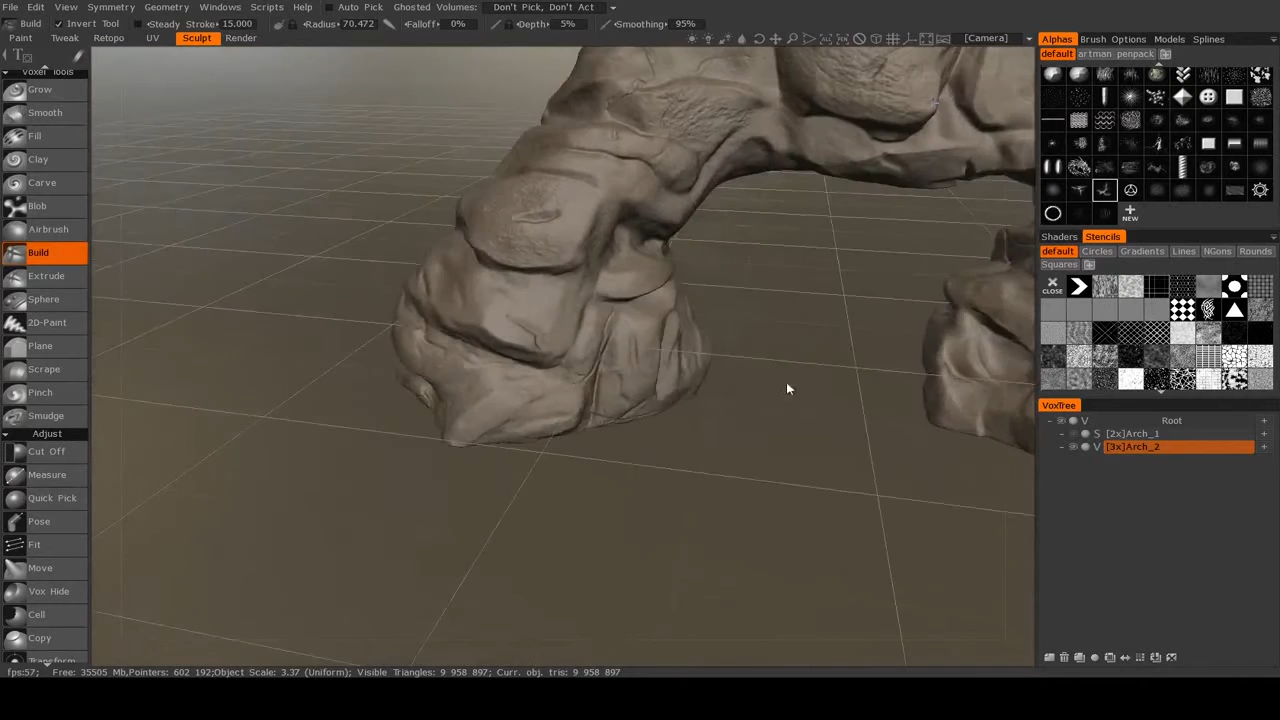 File Edit View Symmetry Geometry Windows Scripts Help Auto Pick Ghosted Volumes: Don't Pick, Don't Act
Build Invert Tool Steady Stroke 15.000 Radius 70.472 Falloff 0% Depth 5% Smoothing 95%
Paint Tweak Retopo UV Sculpt Render [Camera]
Alphas Brush Options Models Splines
default artman penpack
NEW
Shaders Stencils
default Circles Gradients Lines NGons Rounds
Squares
CLOSE
VoxTree
V Root
S [2x]Arch_1
V [3x]Arch_2
Voxel Tools
Grow
Smooth
Fill
Clay
Carve
Blob
Airbrush
Build
Extrude
Sphere
2D-Paint
Plane
Scrape
Pinch
Smudge
Adjust
Cut Off
Measure
Quick Pick
Pose
Fit
Move
Vox Hide
Cell
Copy
Transform
fps:57; Free: 35505 Mb,Pointers: 602 192;Object Scale: 3.37 (Uniform); Visible Triangles: 9 958 897; Curr. obj. tris: 9 958 897